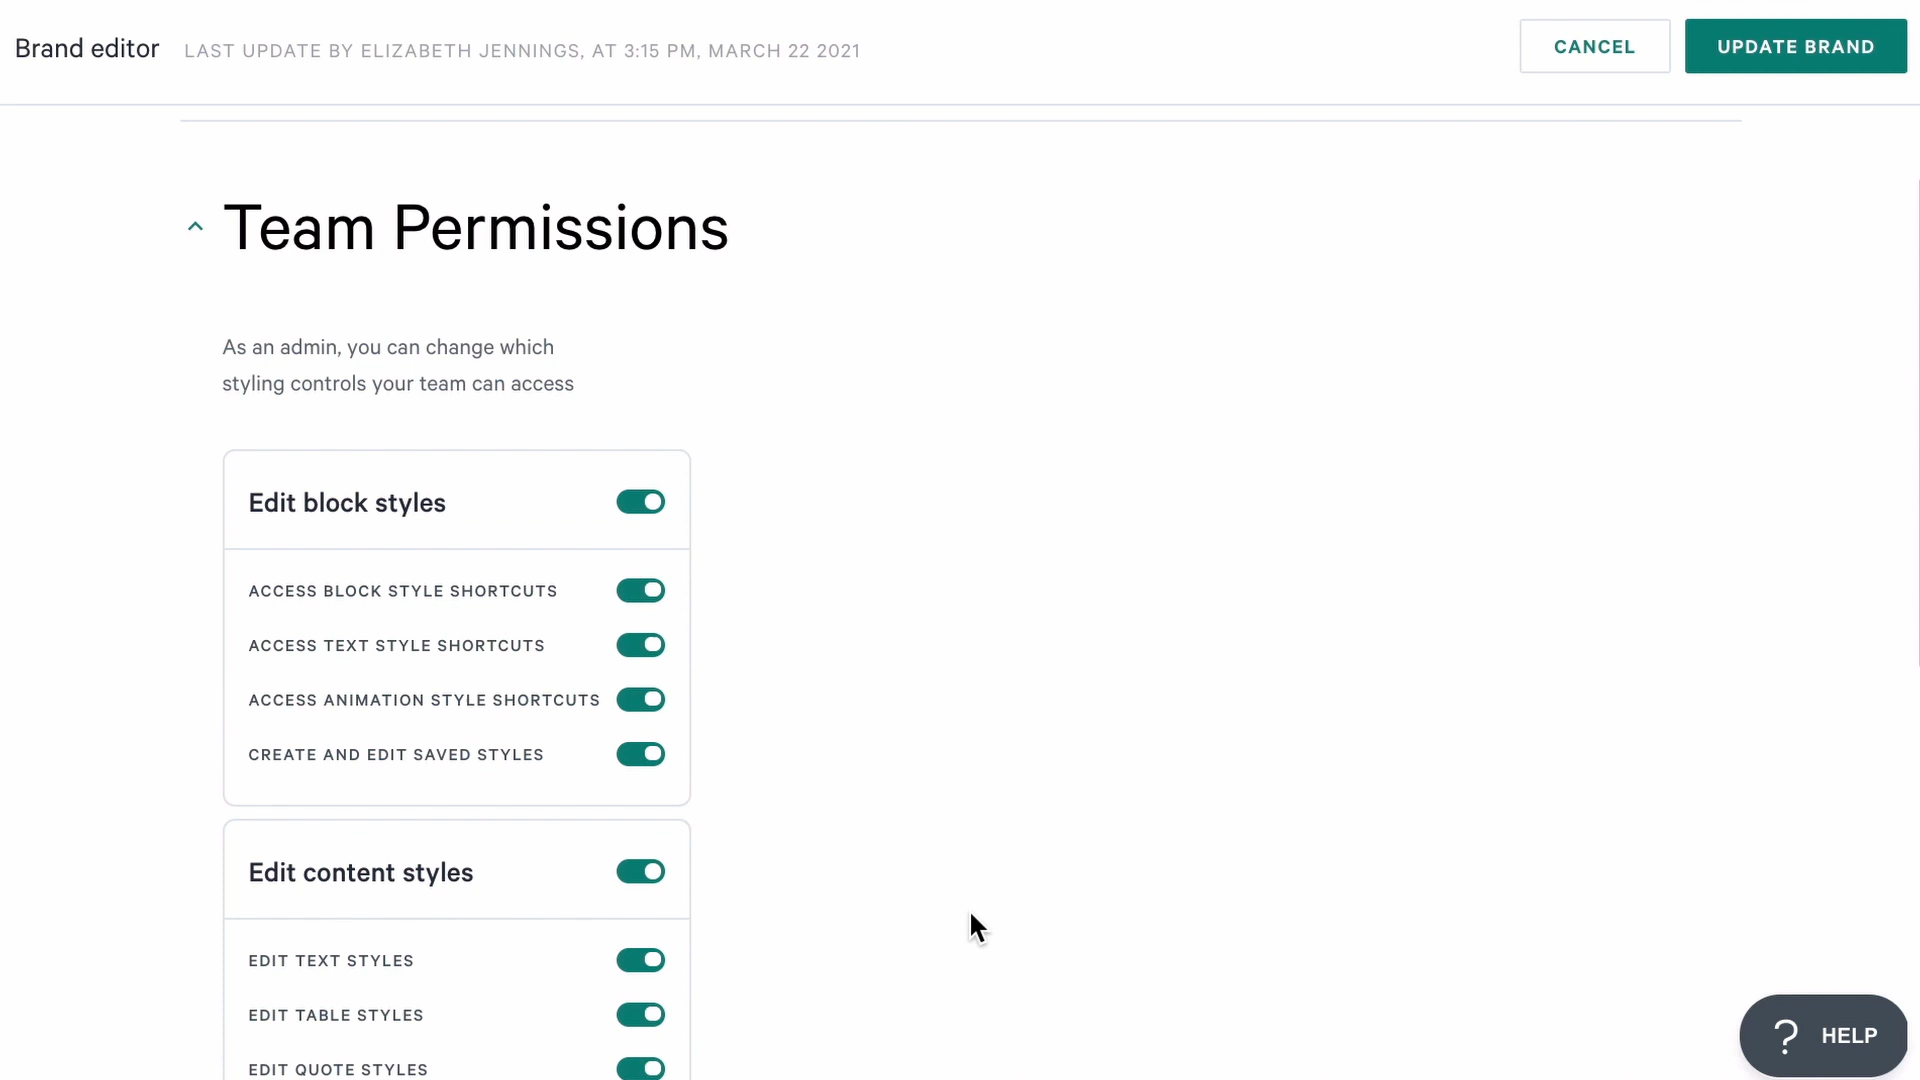 Brand editor
LAST UPDATE BY ELIZABETH JENNINGS, AT 3:15 PM, MARCH 22 2021
CANCEL
UPDATE BRAND
Team Permissions
As an admin, you can change which
styling controls your team can access
Edit block styles
ACCESS BLOCK STYLE SHORTCUTS
ACCESS TEXT STYLE SHORTCUTS
ACCESS ANIMATION STYLE SHORTCUTS
CREATE AND EDIT SAVED STYLES
Edit content styles
EDIT TEXT STYLES
EDIT TABLE STYLES
EDIT QUOTE STYLES
? HELP